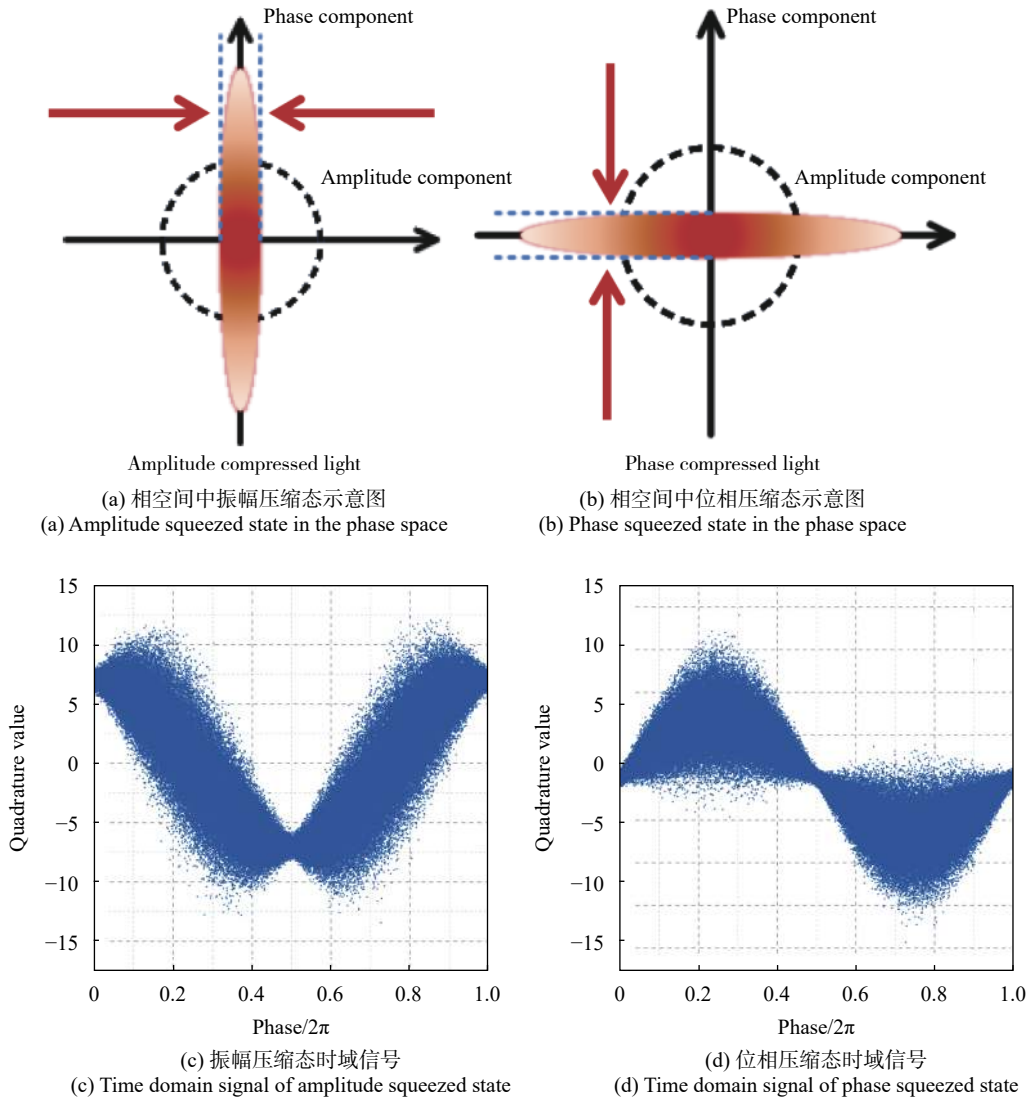 Phase component
Amplitude component
Amplitude compressed light
(a) 相空间中振幅压缩态示意图
(a) Amplitude squeezed state in the phase space
Phase component
Amplitude component
Phase compressed light
(b) 相空间中位相压缩态示意图
(b) Phase squeezed state in the phase space
15
10
5
0
−5
−10
−15
Quadrature value
0 0.2 0.4 0.6 0.8 1.0
Phase/2π
(c) 振幅压缩态时域信号
(c) Time domain signal of amplitude squeezed state
15
10
5
0
−5
−10
−15
Quadrature value
0 0.2 0.4 0.6 0.8 1.0
Phase/2π
(d) 位相压缩态时域信号
(d) Time domain signal of phase squeezed state